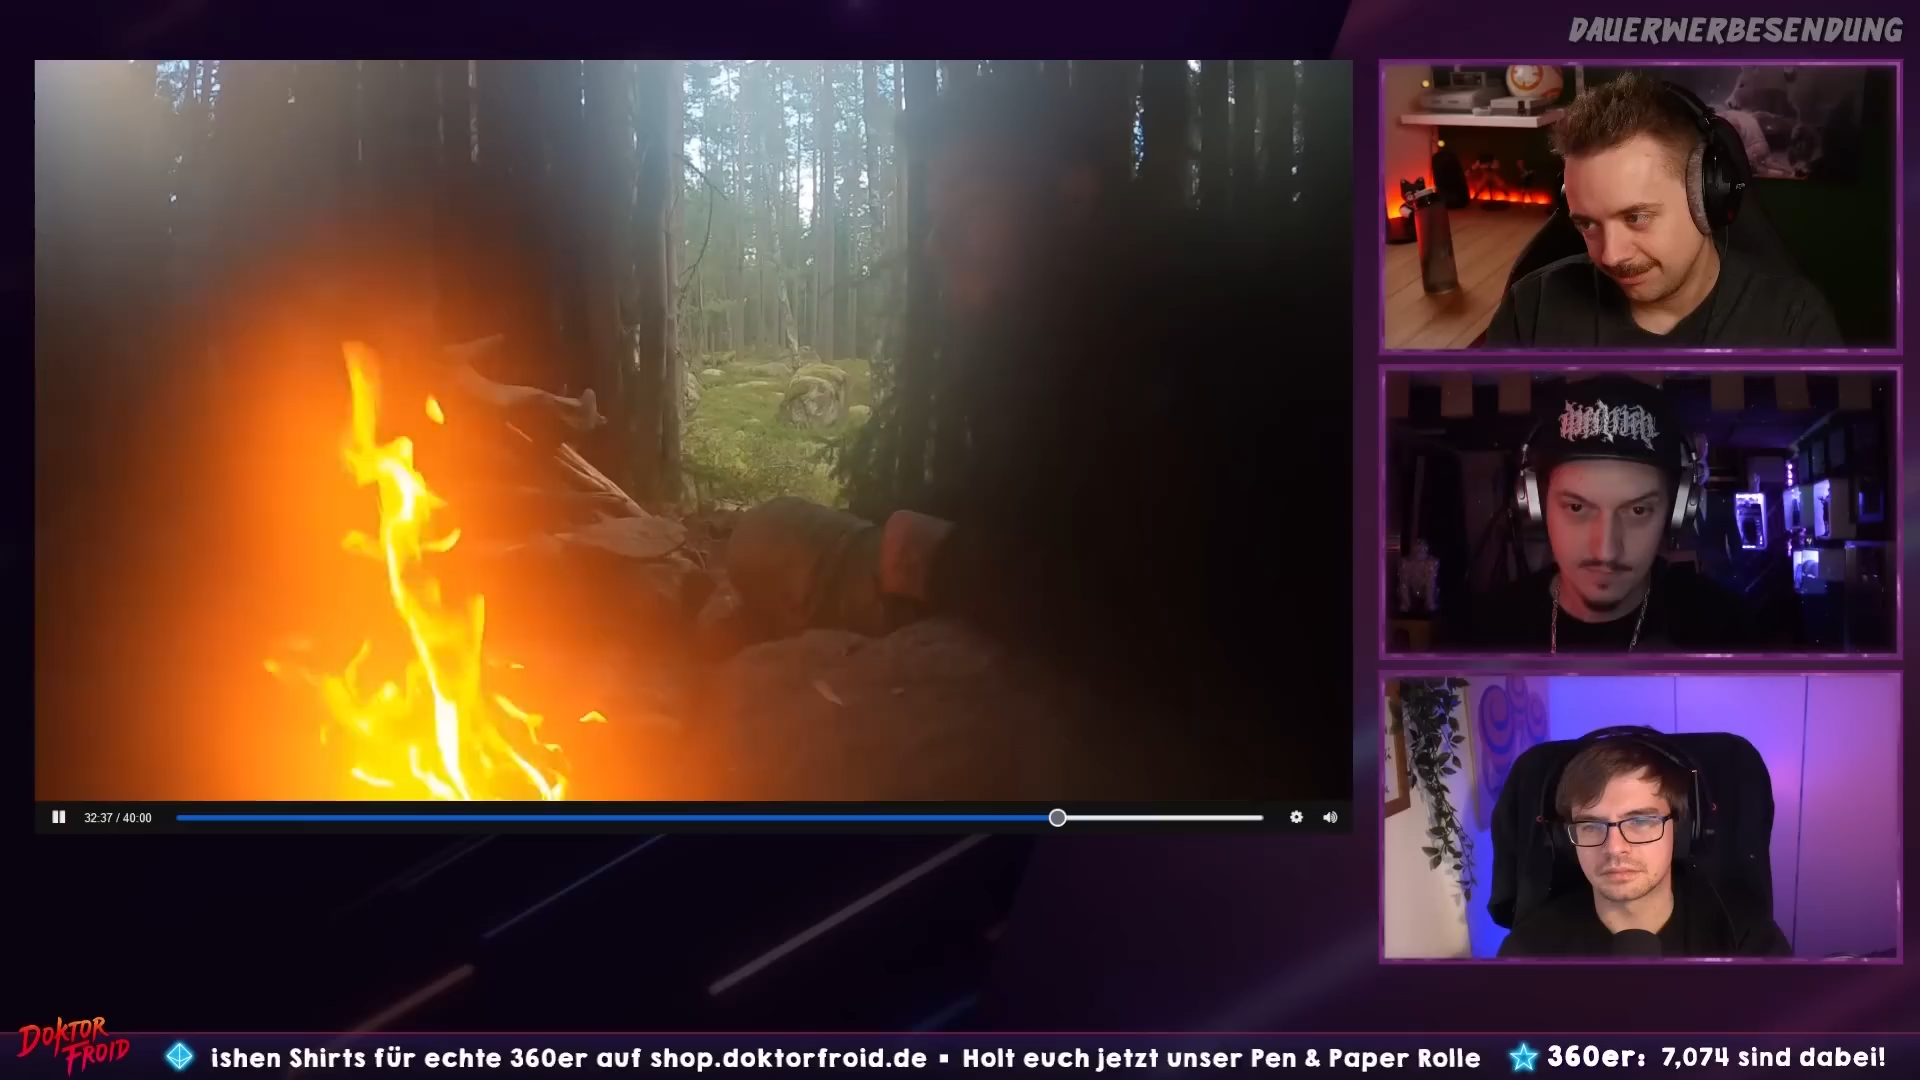 DAUERWERBESENDUNG
32:37 / 40:00
DOKTOR
FROID
ishen Shirts für echte 360er auf shop.doktorfroid.de ▪ Holt euch jetzt unser Pen & Paper Rolle
360er: 7,074 sind dabei!